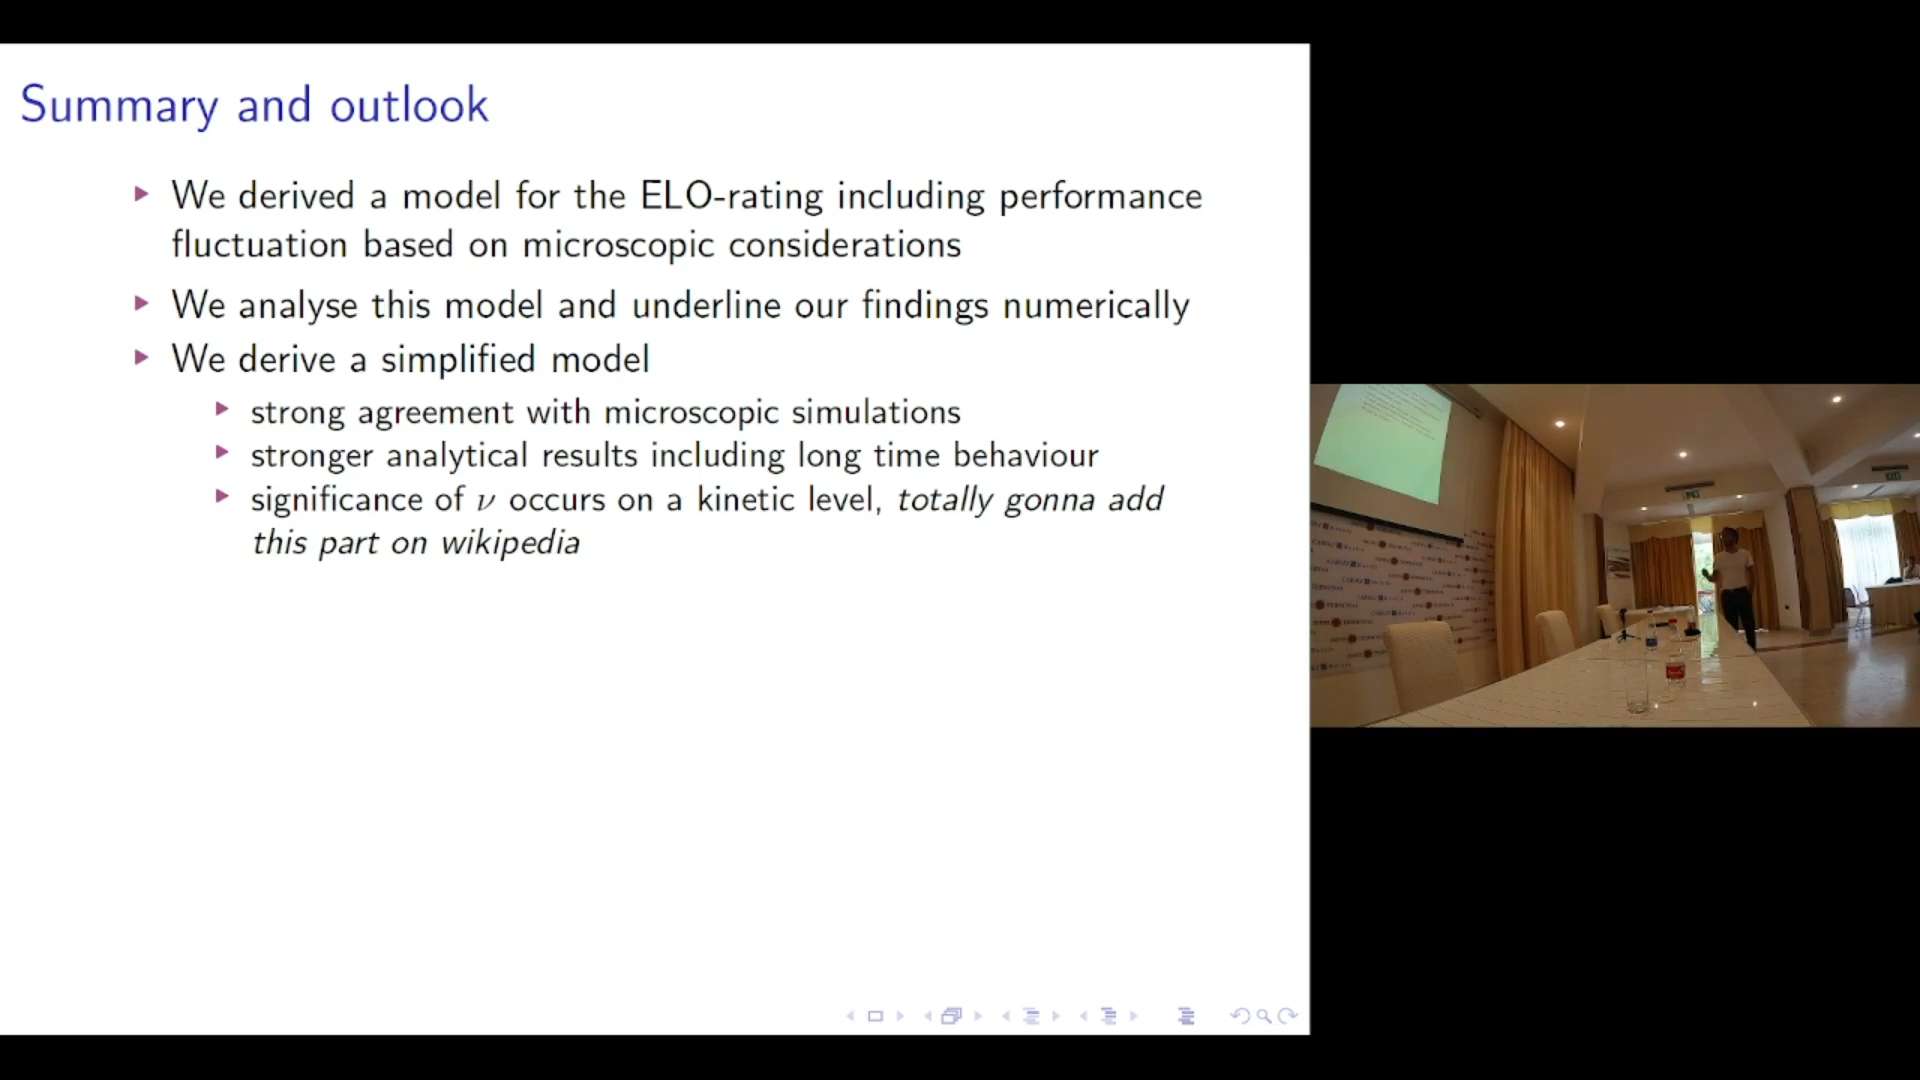 Summary and outlook
We derived a model for the ELO-rating including performance
fluctuation based on microscopic considerations
We analyse this model and underline our findings numerically
We derive a simplified model
strong agreement with microscopic simulations
stronger analytical results including long time behaviour
significance of ν occurs on a kinetic level, totally gonna add
this part on wikipedia